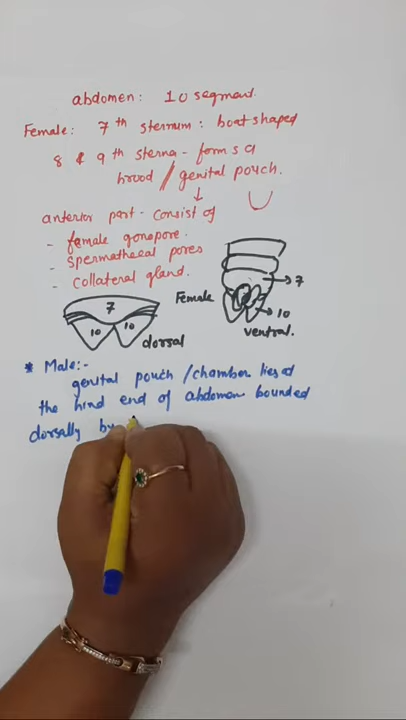 abdomen: 10 segment.
Female: 7th sternum: boat shaped
8 & 9th sterna - forms a
brood / genital pouch.
anterior part - consist of
- female gonopore.
- Spermathecal pores
- Collateral gland.
Female
7
10
ventral.
7
10 10
dorsal
* Male:-
genital pouch / chamber lies at
the hind end of abdomen bounded
dorsally by